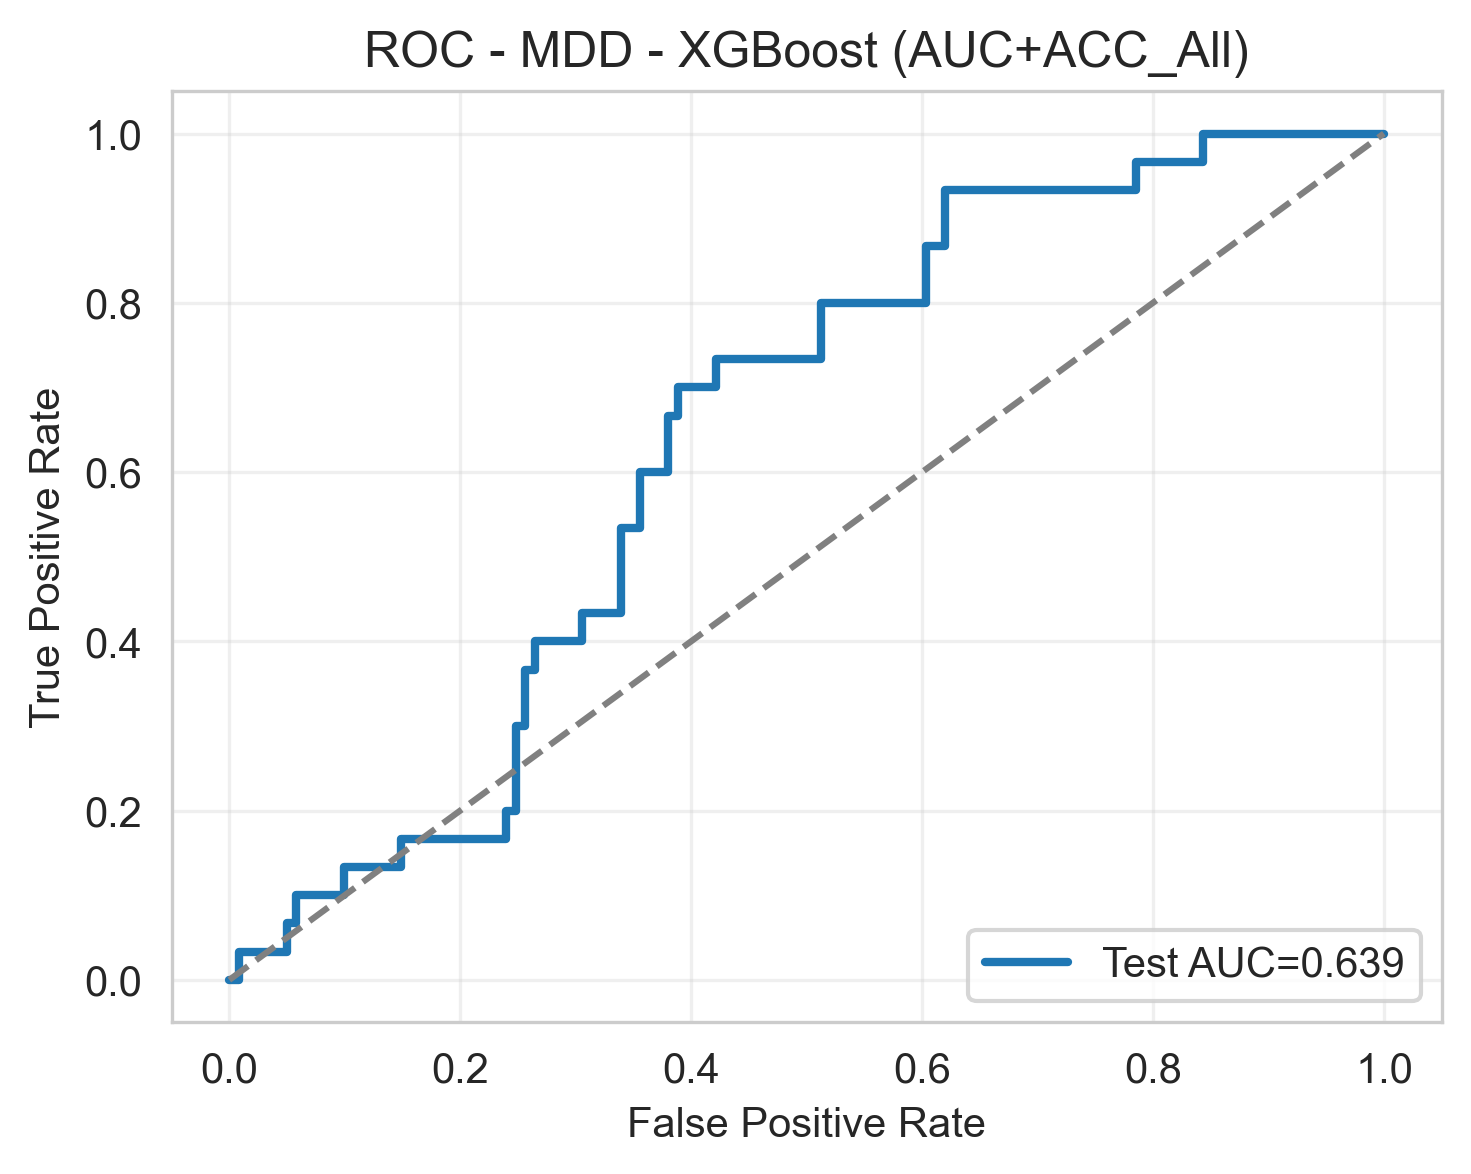 ROC - MDD - XGBoost (AUC+ACC_All)
1.0
0.8
0.6
0.4
0.2
0.0
True Positive Rate
Test AUC=0.639
0.0 0.2 0.4 0.6 0.8 1.0
False Positive Rate